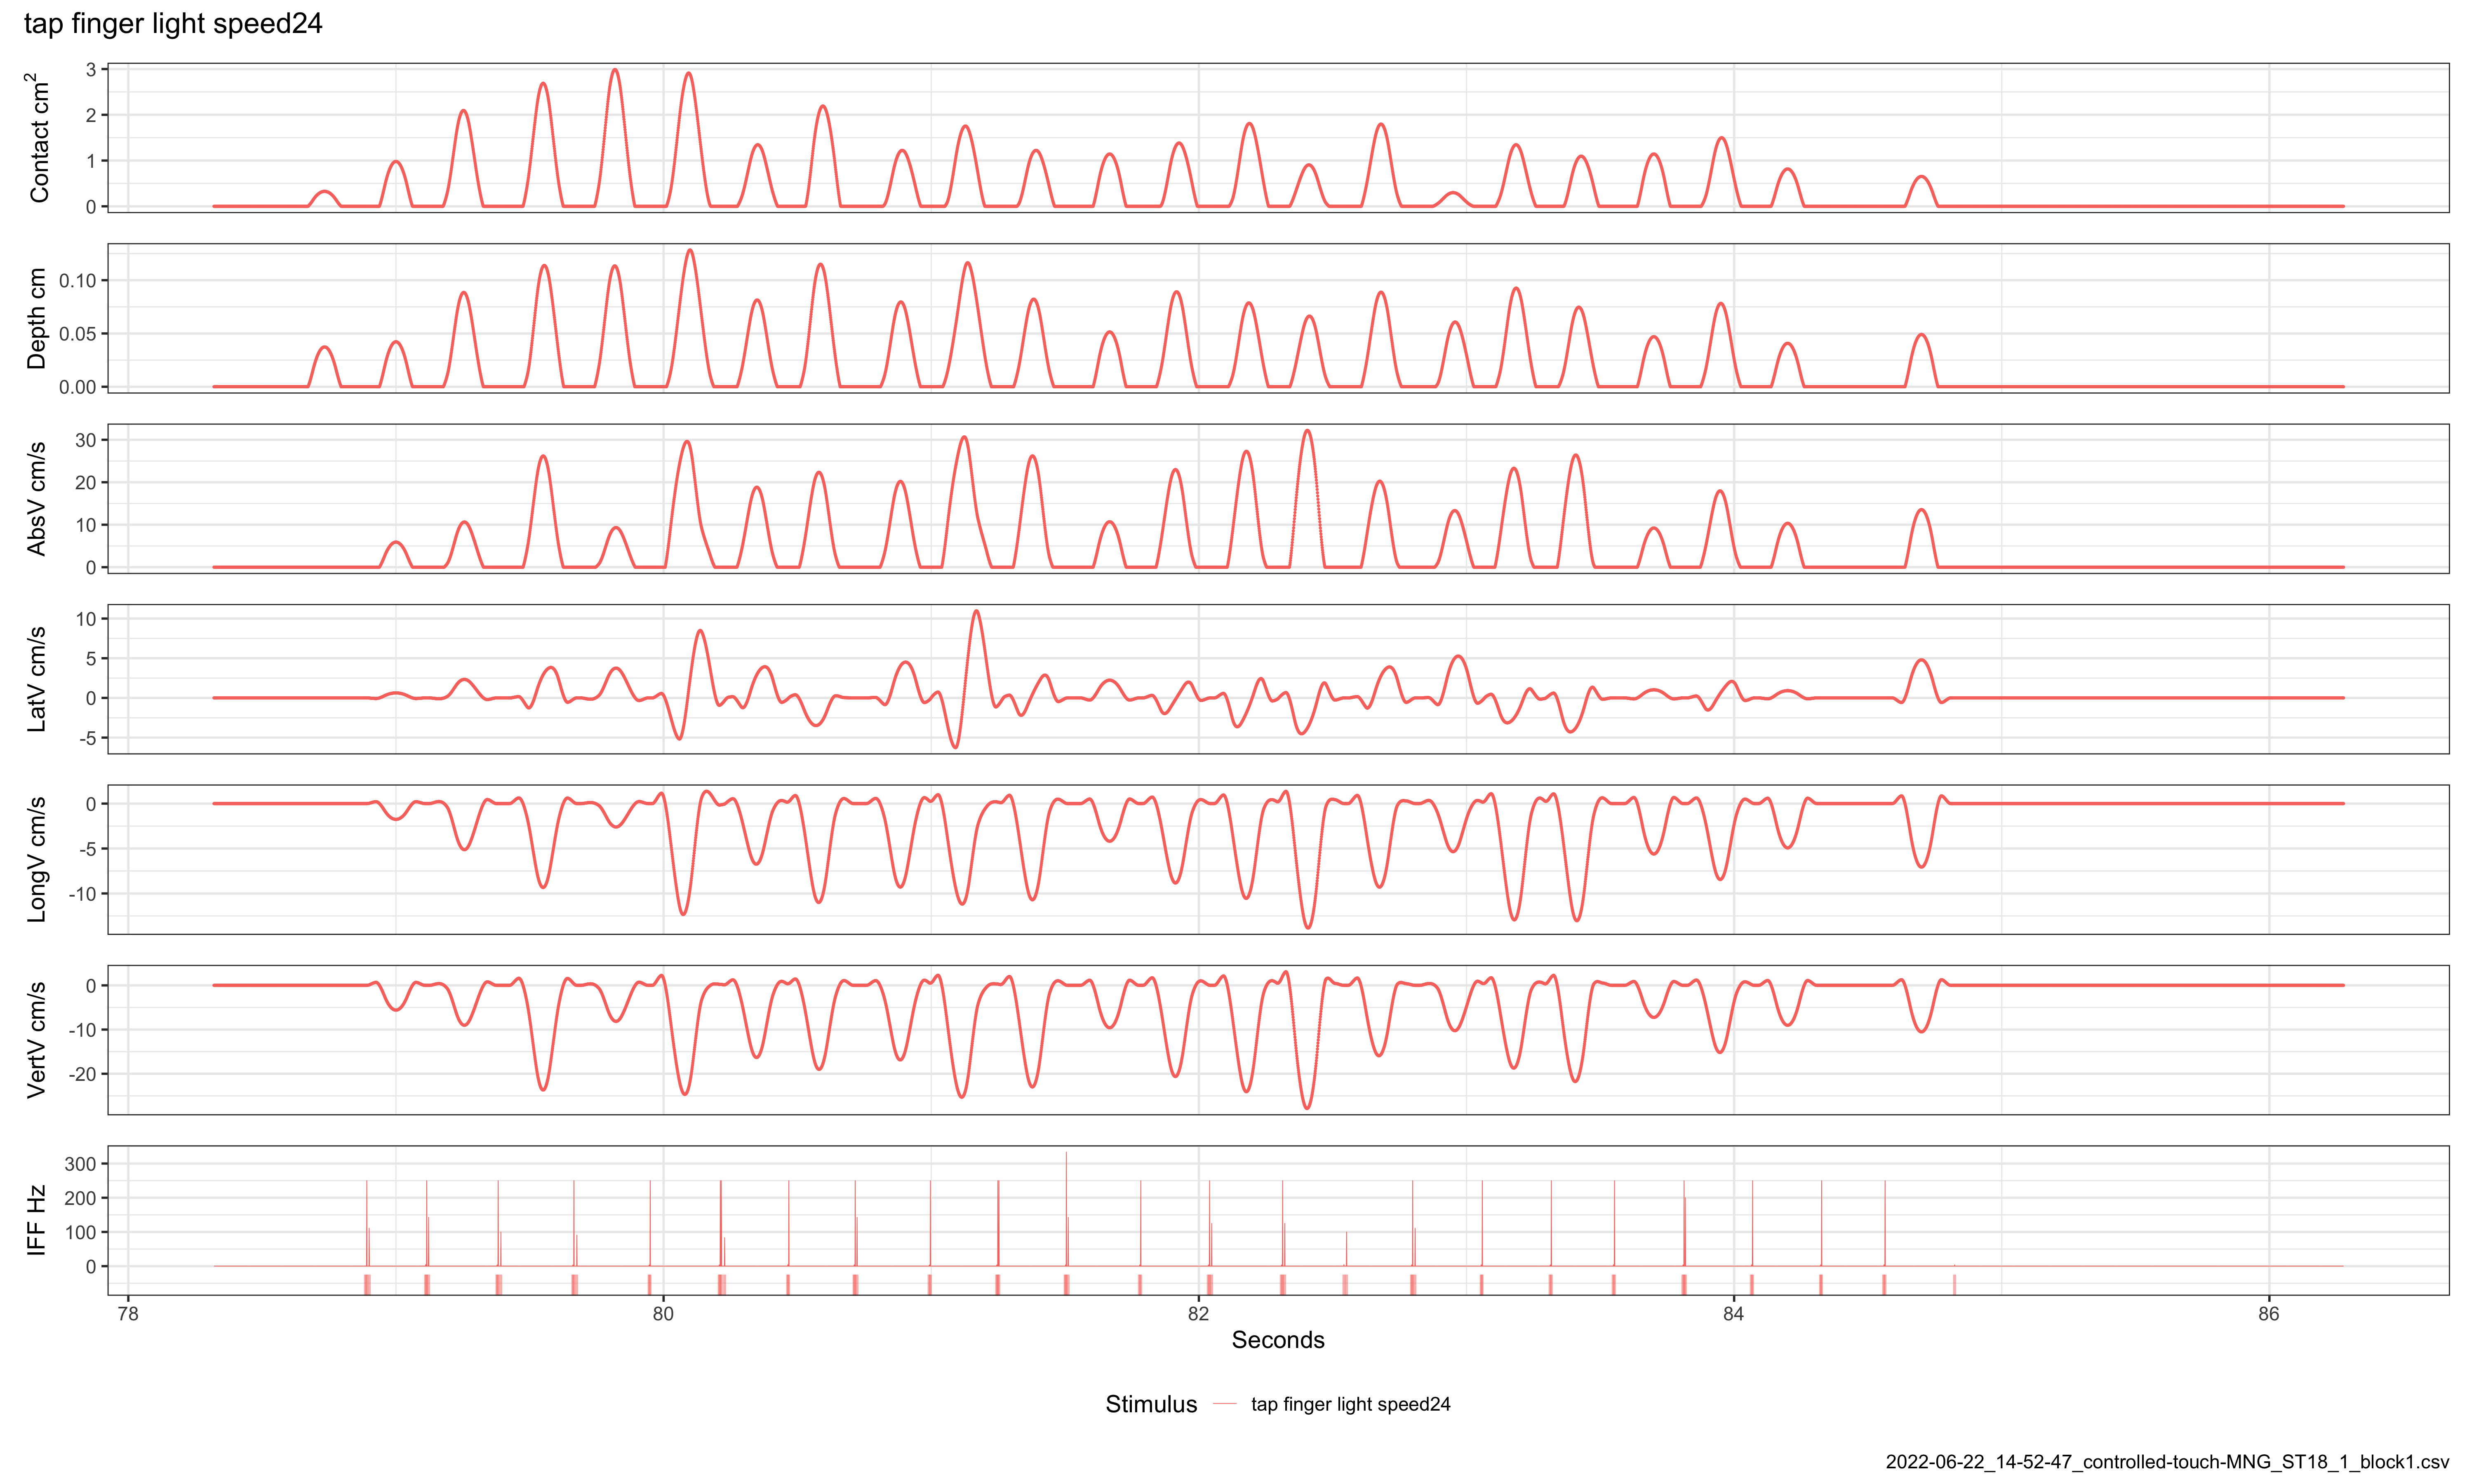 tap finger light speed24
Contact cm2
3
2
1
0
Depth cm
0.10
0.05
0.00
AbsV cm/s
30
20
10
0
LatV cm/s
10
5
0
-5
LongV cm/s
0
-5
-10
VertV cm/s
0
-10
-20
IFF Hz
300
200
100
0
78 80 82 84 86
Seconds
Stimulus tap finger light speed24
2022-06-22_14-52-47_controlled-touch-MNG_ST18_1_block1.csv